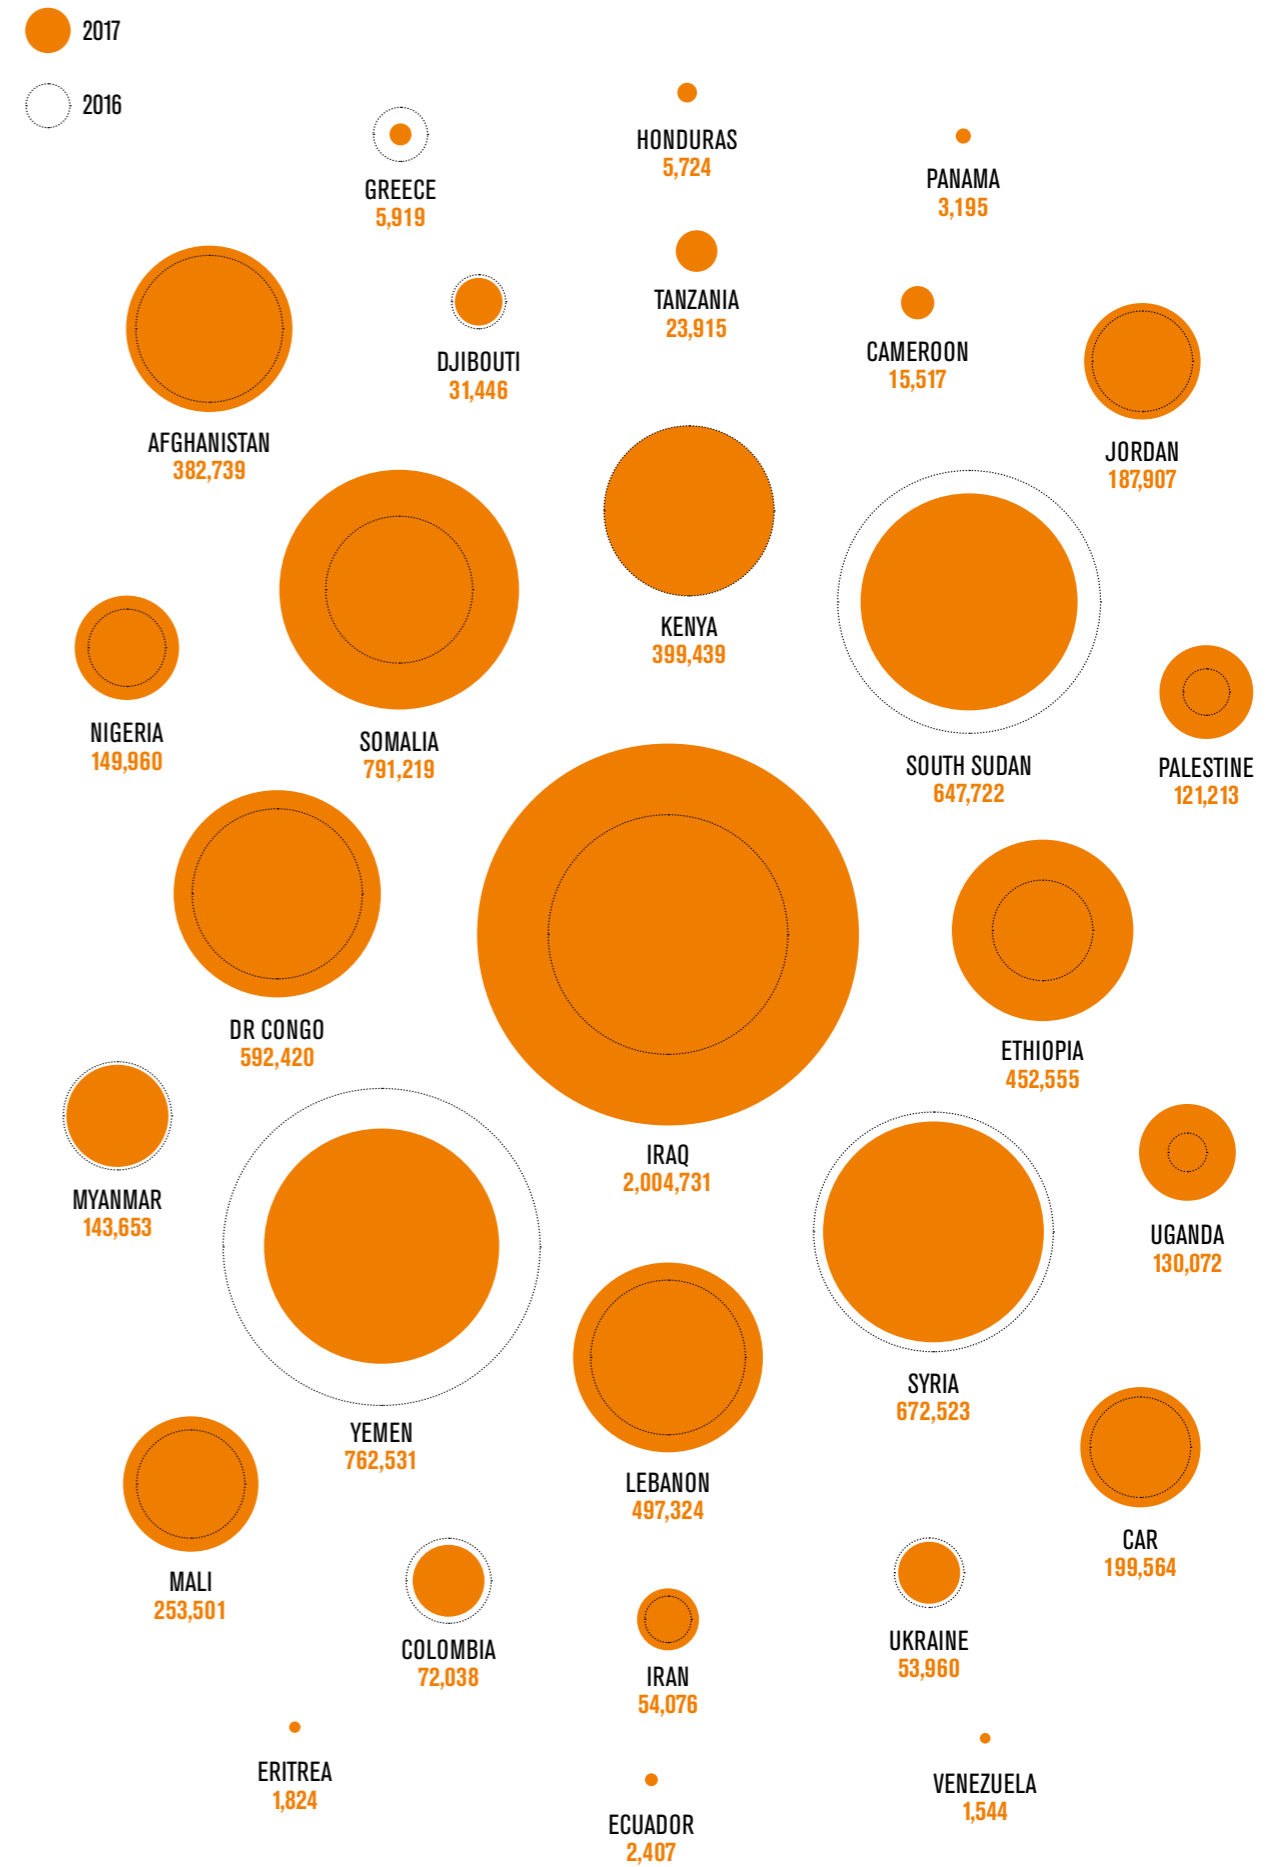 2017
2016
HONDURAS
5,724
PANAMA
3,195
GREECE
5,919
TANZANIA
23,915
DJIBOUTI
31,446
CAMEROON
15,517
AFGHANISTAN
382,739
JORDAN
187,907
KENYA
399,439
NIGERIA
149,960
SOMALIA
791,219
SOUTH SUDAN
647,722
PALESTINE
121,213
DR CONGO
592,420
ETHIOPIA
452,555
IRAQ
2,004,731
MYANMAR
143,653
UGANDA
130,072
YEMEN
762,531
SYRIA
672,523
LEBANON
497,324
CAR
199,564
MALI
253,501
COLOMBIA
72,038
IRAN
54,076
UKRAINE
53,960
ERITREA
1,824
ECUADOR
2,407
VENEZUELA
1,544